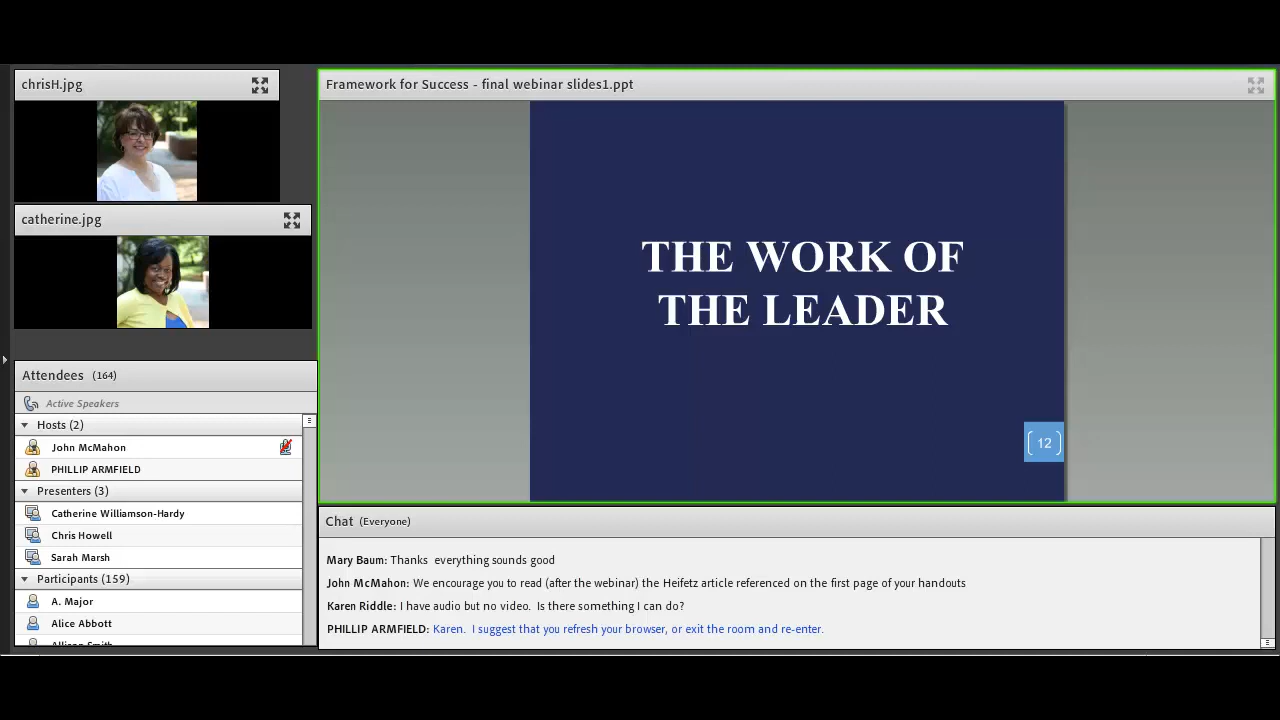 chrisH.jpg
catherine.jpg
Attendees (164)
Active Speakers
Hosts (2)
John McMahon
PHILLIP ARMFIELD
Presenters (3)
Catherine Williamson-Hardy
Chris Howell
Sarah Marsh
Participants (159)
A. Major
Alice Abbott
Allison Smith
Framework for Success - final webinar slides1.ppt
THE WORK OF
THE LEADER
12
Chat (Everyone)
Mary Baum: Thanks everything sounds good
John McMahon: We encourage you to read (after the webinar) the Heifetz article referenced on the first page of your handouts
Karen Riddle: I have audio but no video. Is there something I can do?
PHILLIP ARMFIELD: Karen. I suggest that you refresh your browser, or exit the room and re-enter.